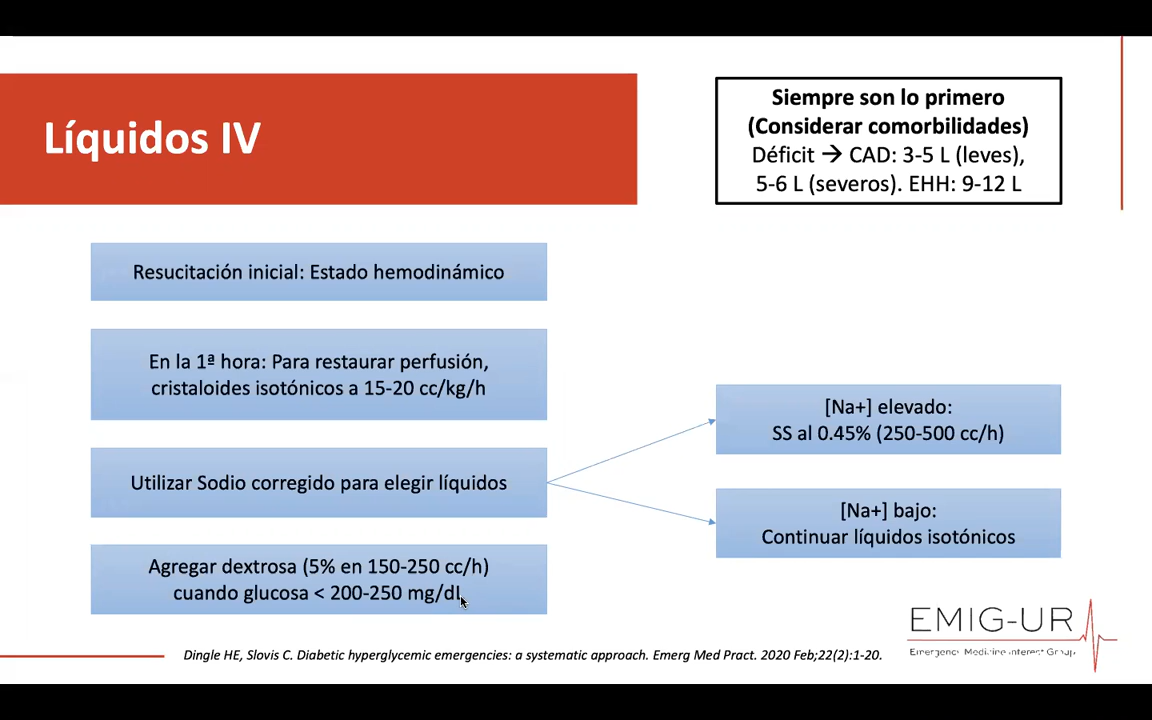 Líquidos IV
Siempre son lo primero
(Considerar comorbilidades)
Déficit → CAD: 3-5 L (leves),
5-6 L (severos). EHH: 9-12 L
Resucitación inicial: Estado hemodinámico
En la 1ª hora: Para restaurar perfusión,
cristaloides isotónicos a 15-20 cc/kg/h
Utilizar Sodio corregido para elegir líquidos
[Na+] elevado:
SS al 0.45% (250-500 cc/h)
[Na+] bajo:
Continuar líquidos isotónicos
Agregar dextrosa (5% en 150-250 cc/h)
cuando glucosa < 200-250 mg/dL
EMIG-UR
Emergency Medicine Interest Group
Dingle HE, Slovis C. Diabetic hyperglycemic emergencies: a systematic approach. Emerg Med Pract. 2020 Feb;22(2):1-20.